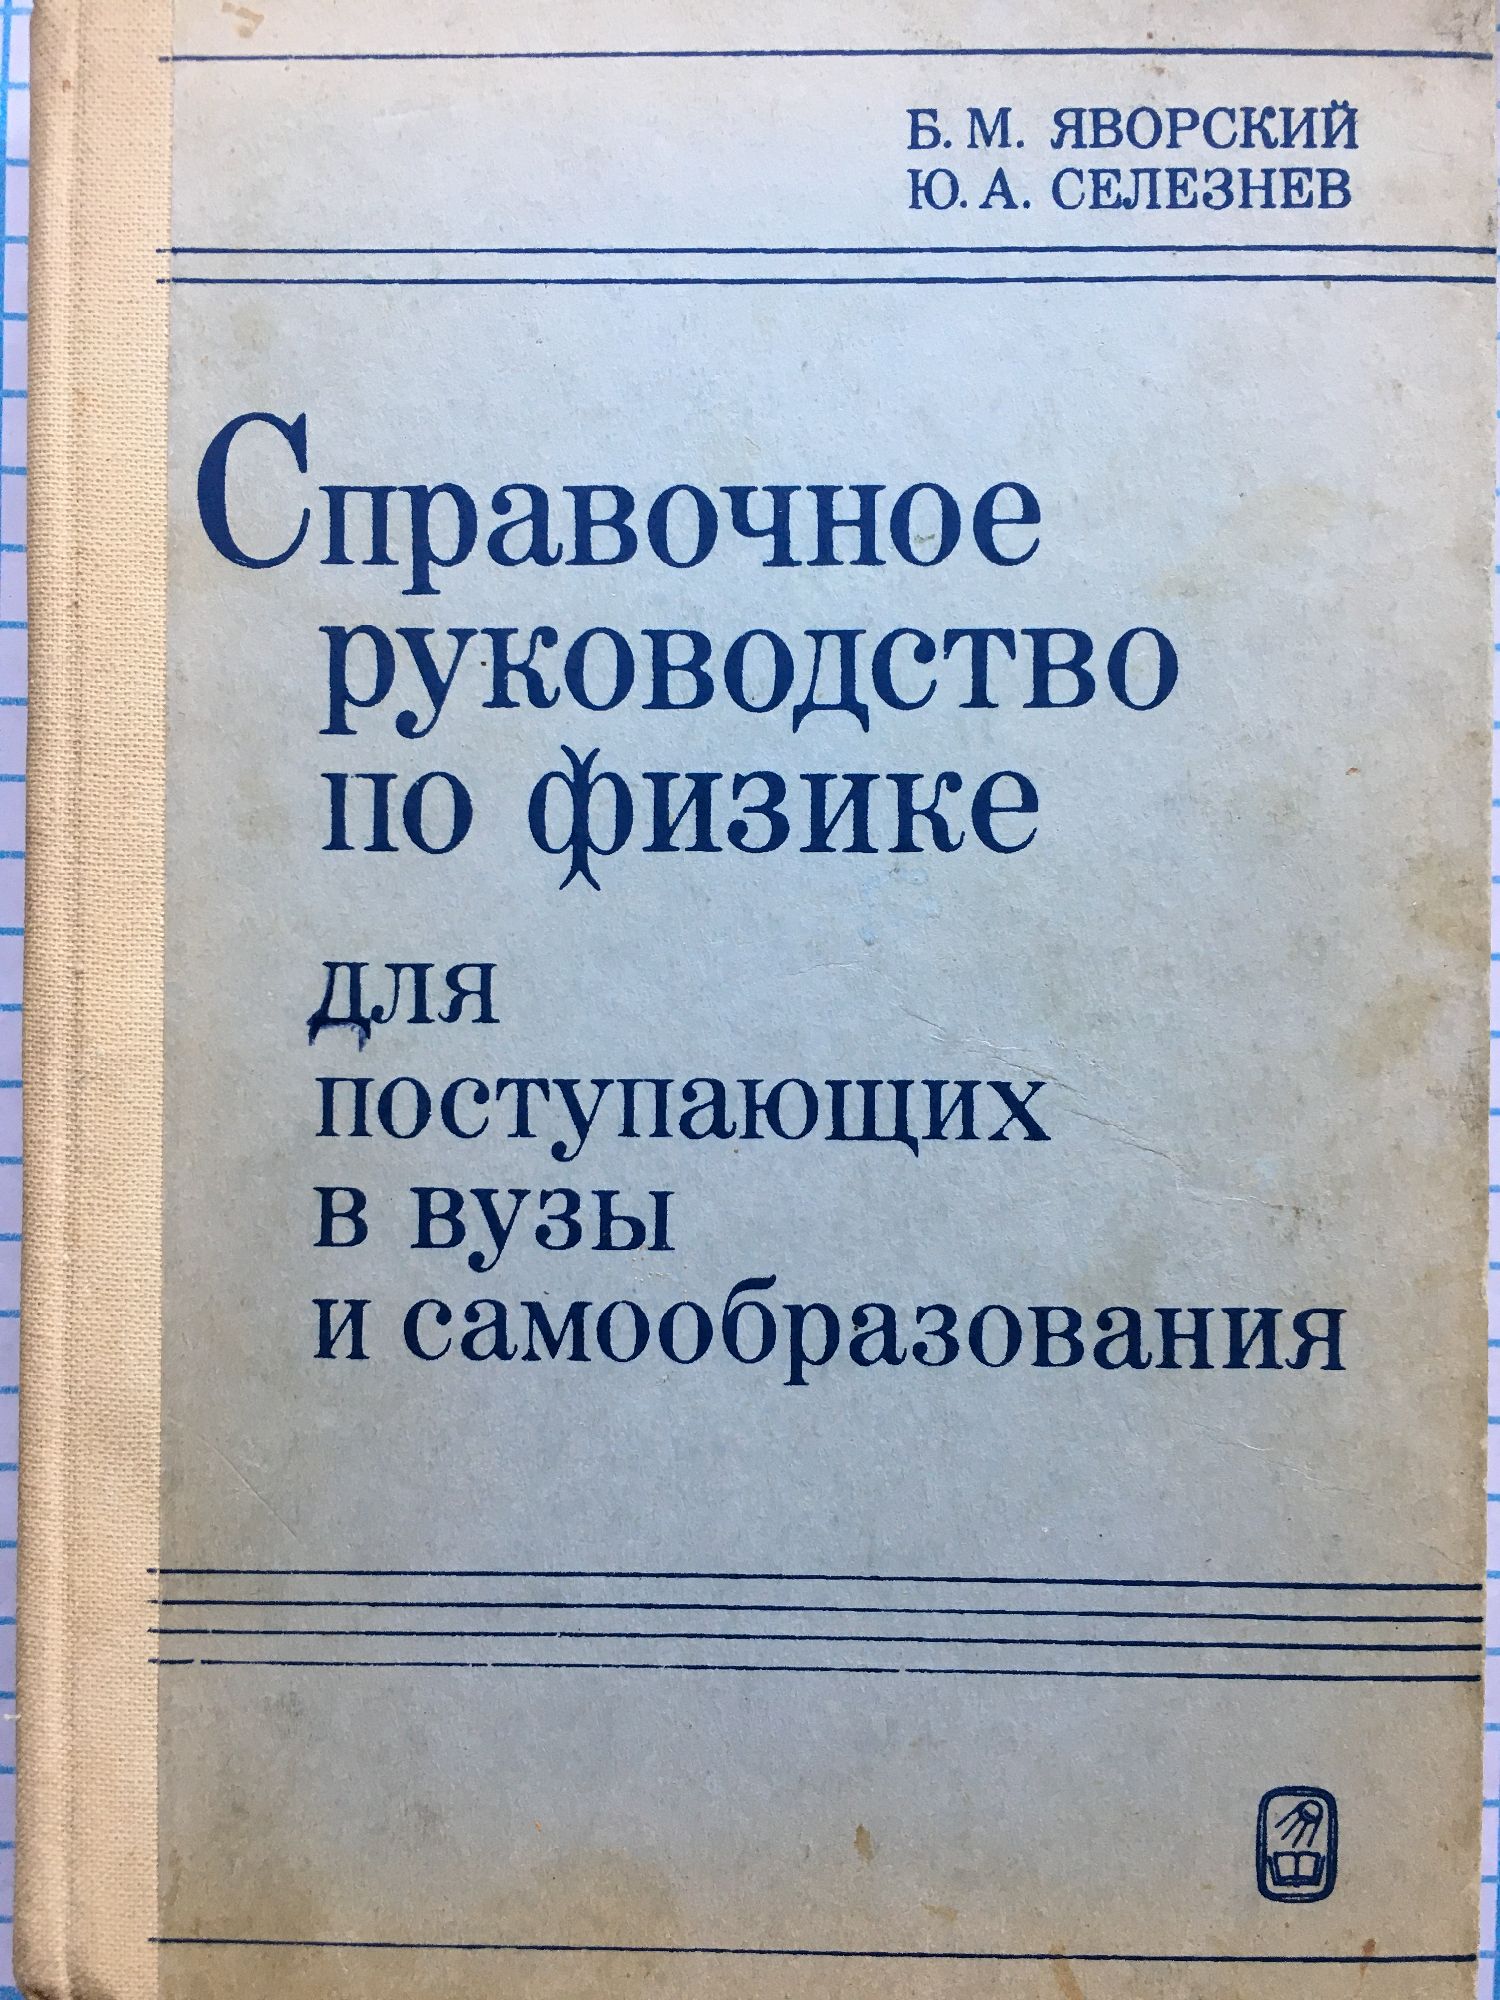 Б. М. ЯВОРСКИЙ
Ю. А. СЕЛЕЗНЕВ
Справочное
руководство
по физике
для
поступающих
в вузы
и самообразования